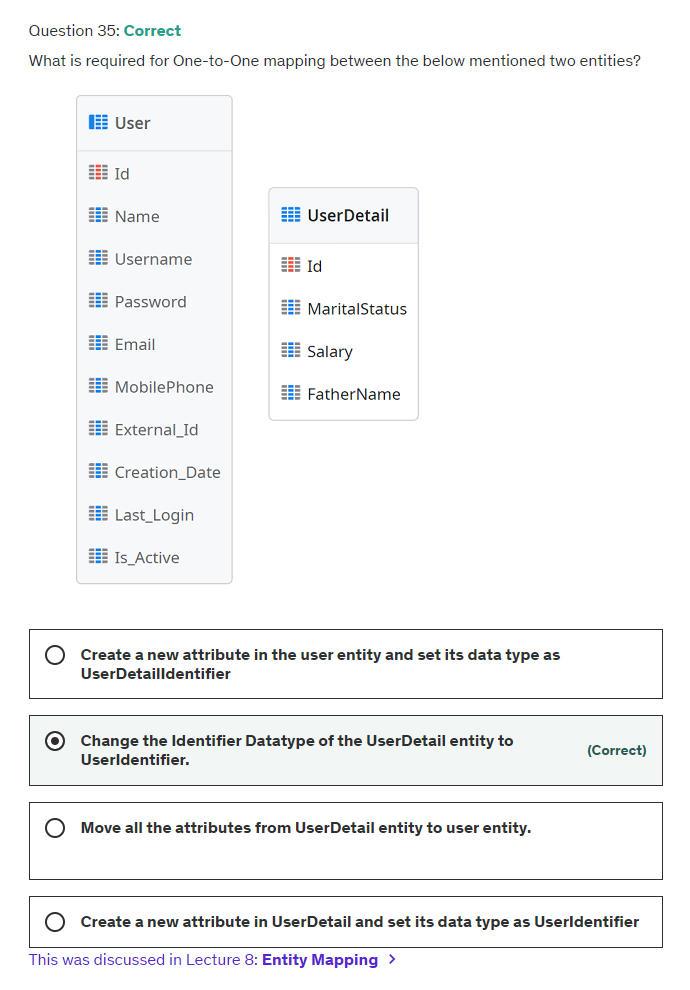 Question 35: Correct
What is required for One-to-One mapping between the below mentioned two entities?
User
Id
Name
Username
Password
Email
MobilePhone
External_Id
Creation_Date
Last_Login
Is_Active
UserDetail
Id
MaritalStatus
Salary
FatherName
Create a new attribute in the user entity and set its data type as
UserDetailIdentifier
Change the Identifier Datatype of the UserDetail entity to
UserIdentifier.
(Correct)
Move all the attributes from UserDetail entity to user entity.
Create a new attribute in UserDetail and set its data type as UserIdentifier
This was discussed in Lecture 8: Entity Mapping >